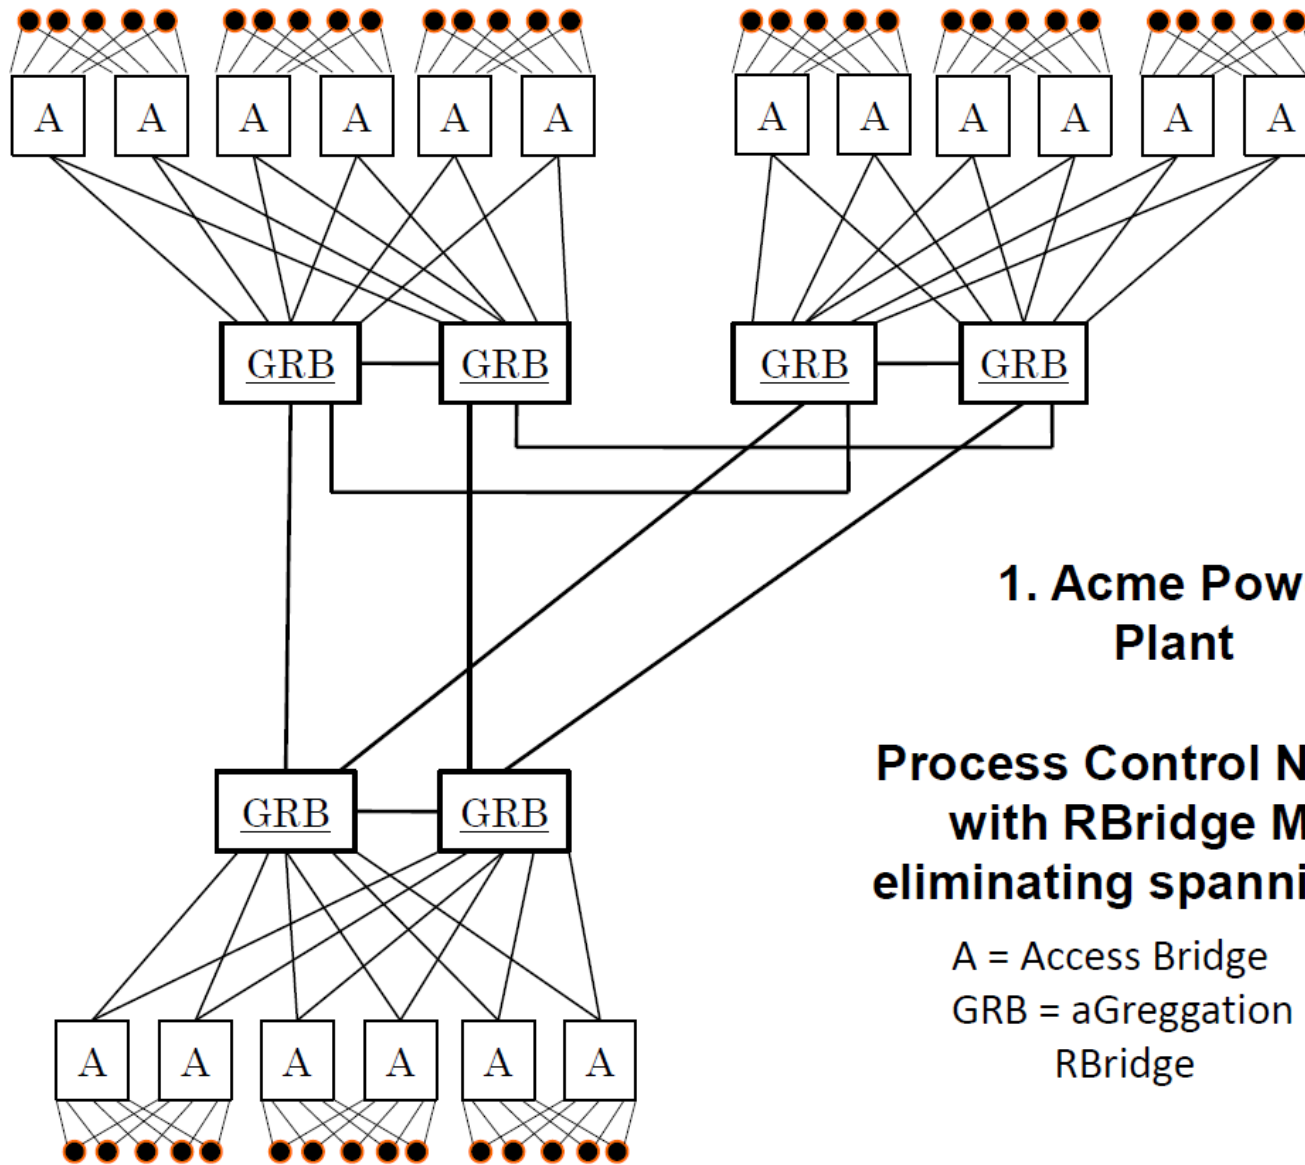 A A A A A A A A A A A A
GRB GRB GRB GRB
1. Acme Pow
Plant
Process Control N
with RBridge M
eliminating spanni
GRB GRB
A = Access Bridge
GRB = aGreggation
RBridge
A A A A A A